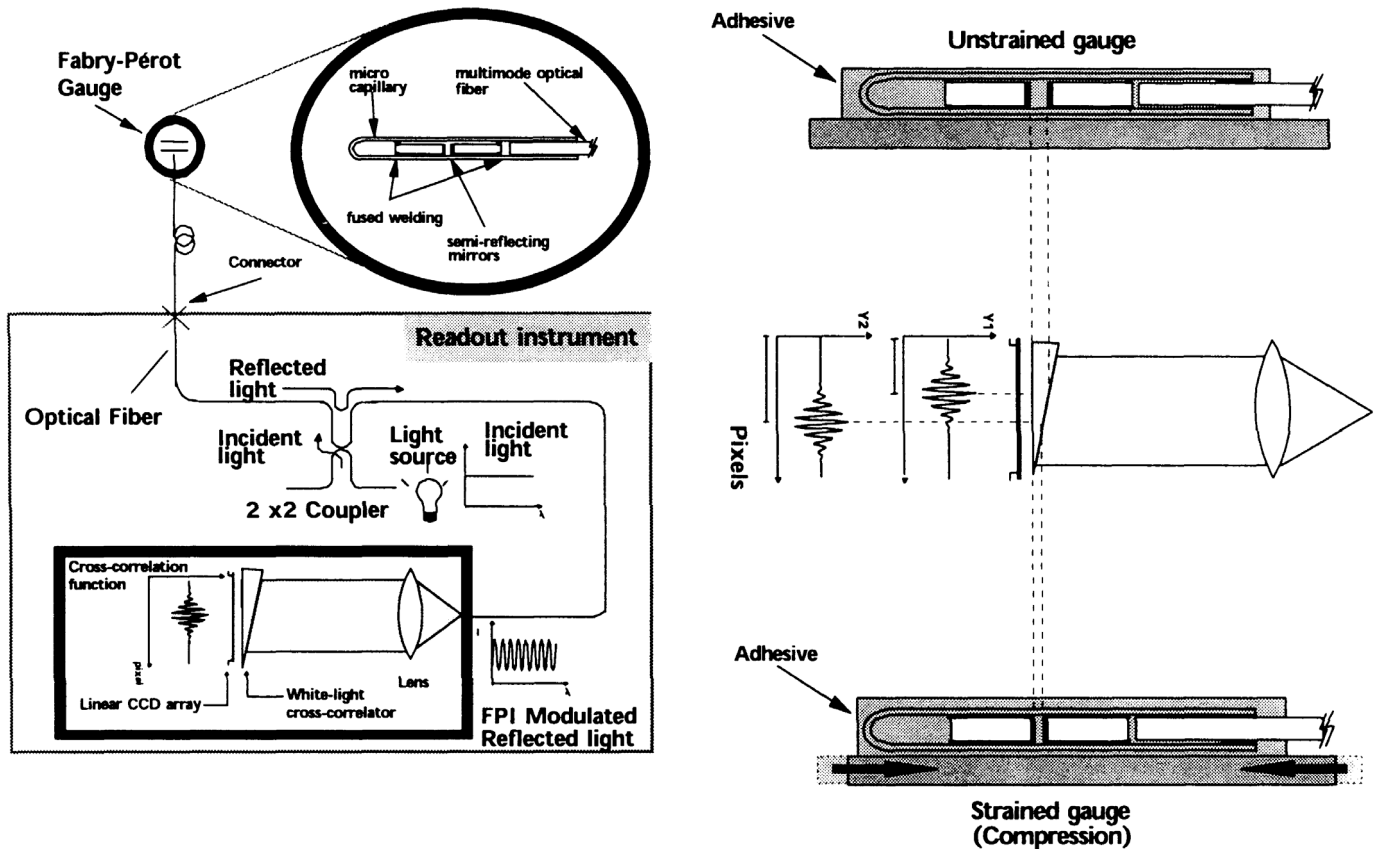 Fabry-Pérot
Gauge
micro
capillary
multimode optical
fiber
fused welding
semi-reflecting
mirrors
Connector
Readout instrument
Reflected
light
Optical Fiber
Incident
light
Light
source
Incident
light
λ
2 x2 Coupler
Cross-correlation
function
pixel
Linear CCD array
White-light
cross-correlator
Lens
I
λ
FPI Modulated
Reflected light
Adhesive
Unstrained gauge
Y2
Y1
Pixels
Adhesive
Strained gauge
(Compression)